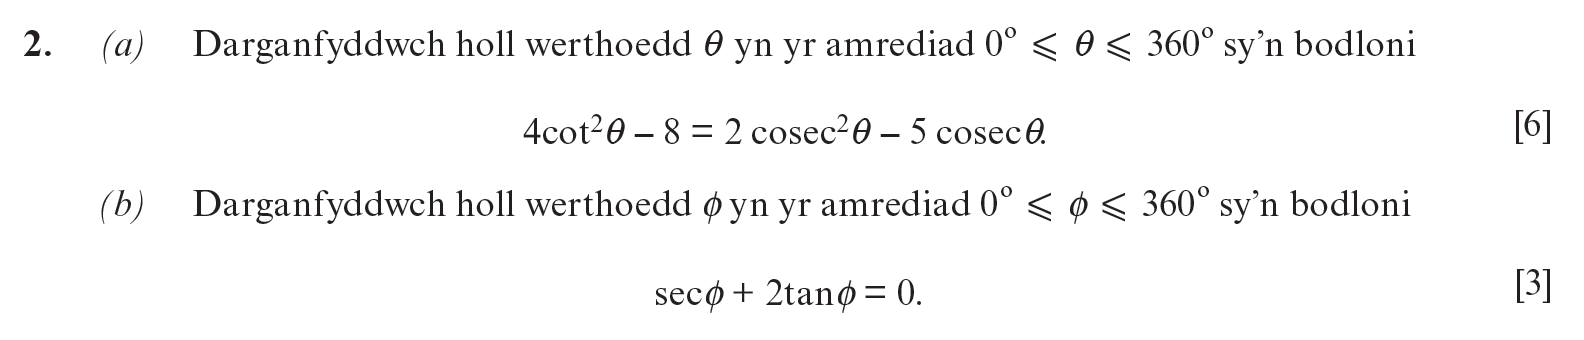 2. (a) Darganfyddwch holl werthoedd θ yn yr amrediad 0° ⩽ θ ⩽ 360° sy’n bodloni
4cot²θ – 8 = 2 cosec²θ – 5 cosecθ. [6]
(b) Darganfyddwch holl werthoedd ϕ yn yr amrediad 0° ⩽ ϕ ⩽ 360° sy’n bodloni
secϕ + 2tanϕ = 0. [3]